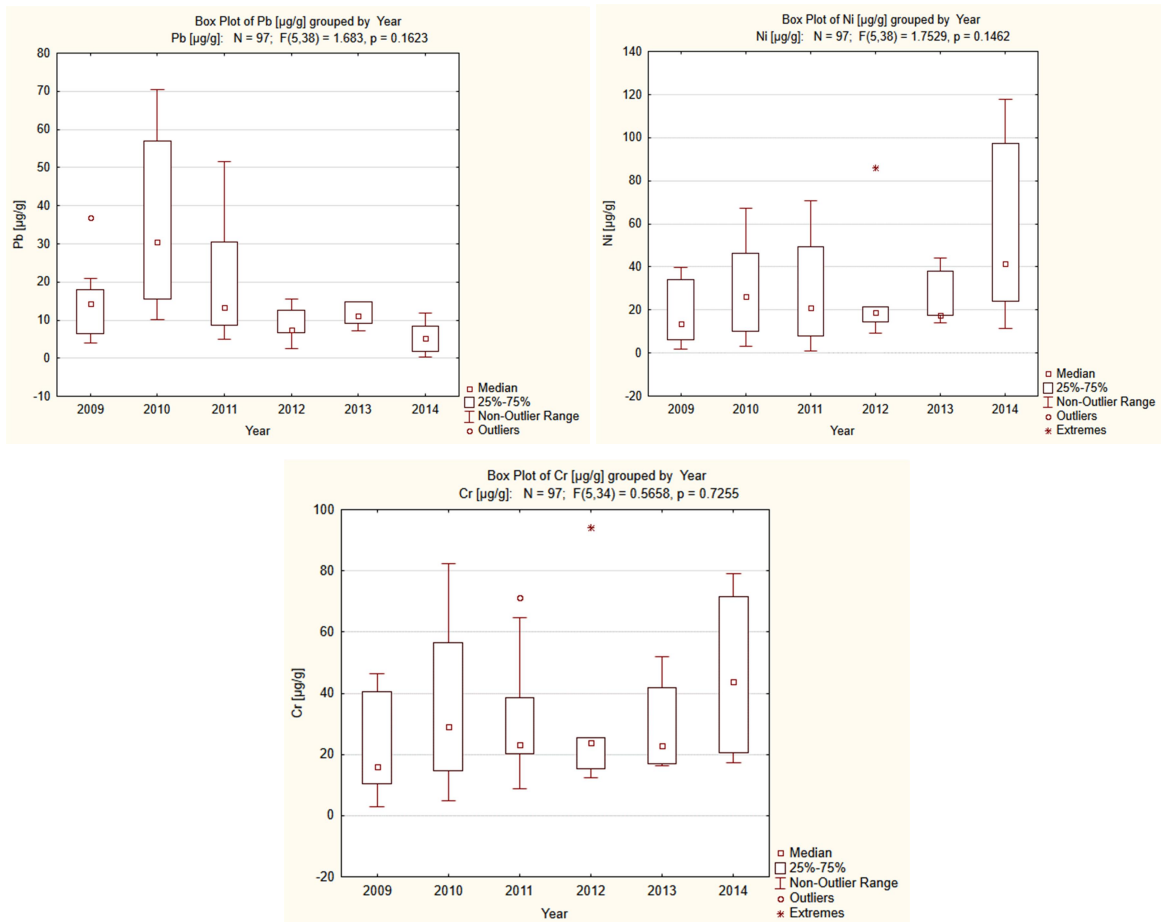 Box Plot of Pb [µg/g] grouped by Year
Pb [µg/g]: N = 97; F(5,38) = 1.683, p = 0.1623
80
70
60
50
40
30
20
10
0
-10
Pb [µg/g]
2009 2010 2011 2012 2013 2014
Year
Median
25%-75%
Non-Outlier Range
Outliers
Box Plot of Ni [µg/g] grouped by Year
Ni [µg/g]: N = 97; F(5,38) = 1.7529, p = 0.1462
140
120
100
80
60
40
20
0
-20
Ni [µg/g]
2009 2010 2011 2012 2013 2014
Year
Median
25%-75%
Non-Outlier Range
Outliers
Extremes
Box Plot of Cr [µg/g] grouped by Year
Cr [µg/g]: N = 97; F(5,34) = 0.5658, p = 0.7255
100
80
60
40
20
0
-20
Cr [µg/g]
2009 2010 2011 2012 2013 2014
Year
Median
25%-75%
Non-Outlier Range
Outliers
Extremes